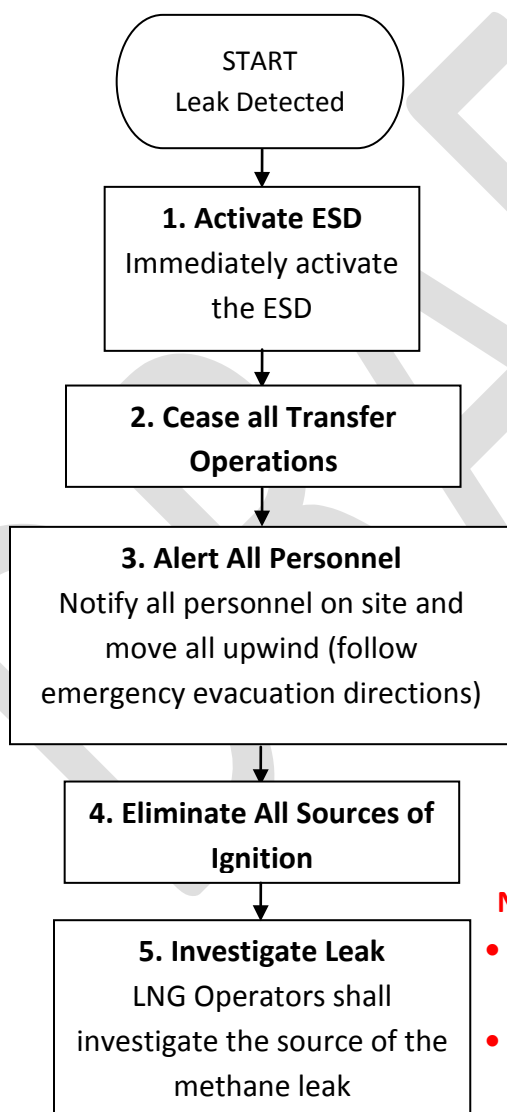 START
Leak Detected
1. Activate ESD
Immediately activate
the ESD
2. Cease all Transfer
Operations
3. Alert All Personnel
Notify all personnel on site and
move all upwind (follow
emergency evacuation directions)
4. Eliminate All Sources of
Ignition
5. Investigate Leak
LNG Operators shall
investigate the source of the
methane leak